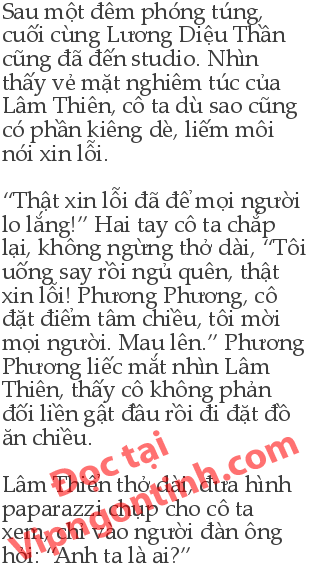 Sau một đêm phóng túng,
cuối cùng Lương Diệu Thần
cũng đã đến studio. Nhìn
thấy vẻ mặt nghiêm túc của
Lâm Thiên, cô ta dù sao cũng
có phần kiêng dè, liếm môi
nói xin lỗi.
“Thật xin lỗi đã để mọi người
lo lắng!” Hai tay cô ta chắp
lại, không ngừng thở dài, “Tôi
uống say rồi ngủ quên, thật
xin lỗi! Phương Phương, cô
đặt điểm tâm chiều, tôi mời
mọi người. Mau lên.” Phương
Phương liếc mắt nhìn Lâm
Thiên, thấy cô không phản
đối liền gật đầu rồi đi đặt đồ
ăn chiều.
Lâm Thiên thở dài, đưa hình
paparazzi chụp cho cô ta
xem, chỉ vào người đàn ông
hỏi: “Anh ta là ai?”
Đọc tại
Vipngontinh.com